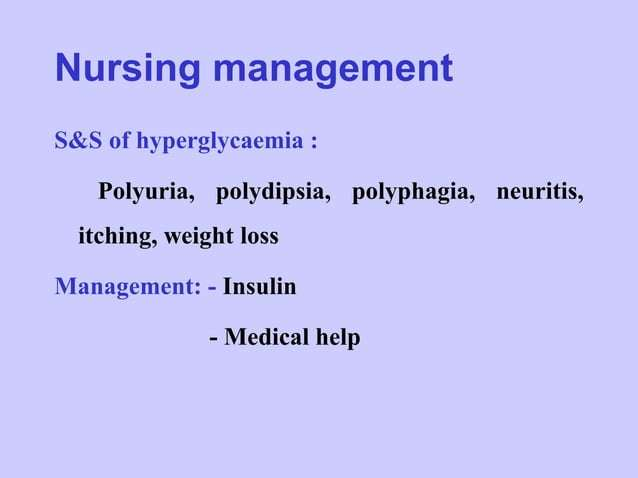 Nursing management
S&S of hyperglycaemia :
Polyuria, polydipsia, polyphagia, neuritis,
itching, weight loss
Management: - Insulin
- Medical help